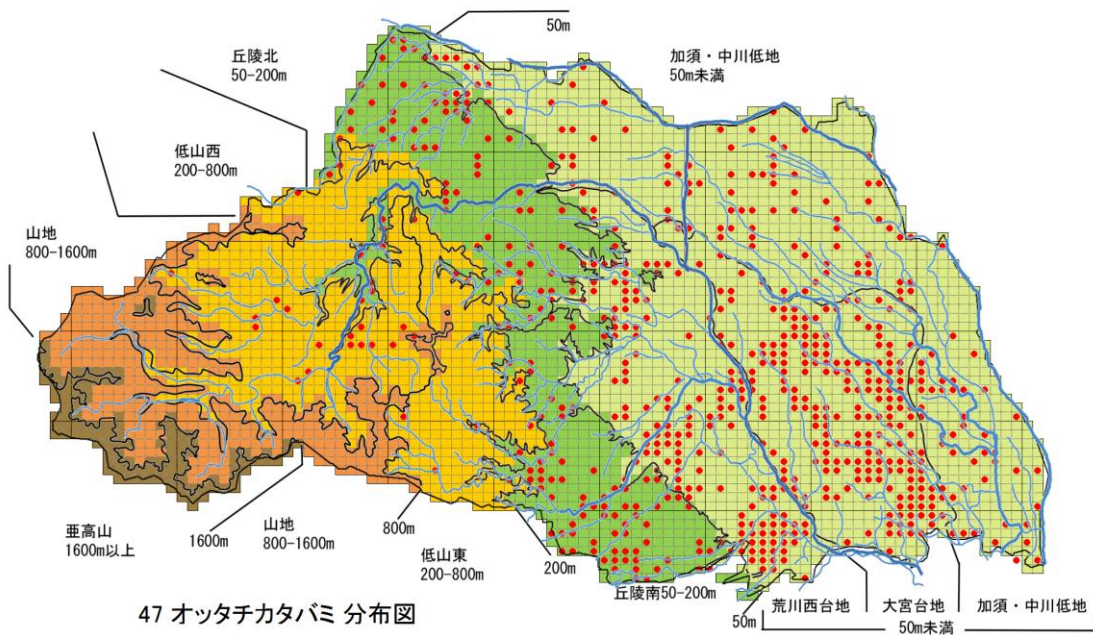 50m
丘陵北
50-200m
加須・中川低地
50m未満
低山西
200-800m
山地
800-1600m
亜高山
1600m以上
1600m
山地
800-1600m
800m
低山東
200-800m
200m
丘陵南50-200m
50m
荒川西台地
大宮台地
加須・中川低地
50m未満
47 オッタチカタバミ 分布図